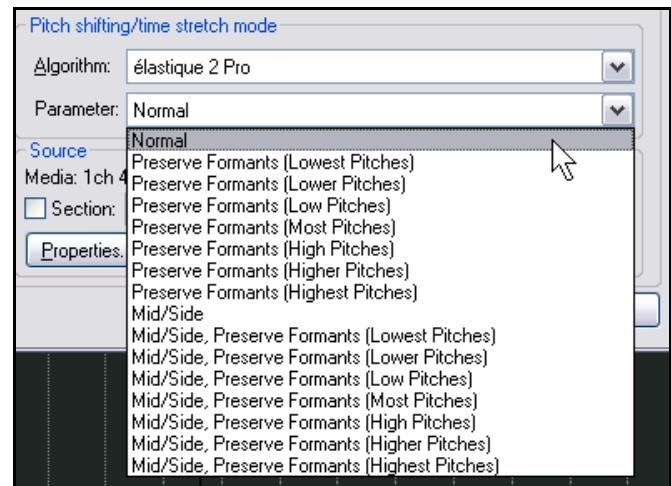 Pitch shifting/time stretch mode
Algorithm: élastique 2 Pro
Parameter: Normal
Normal
Source
Preserve Formants (Lowest Pitches)
Media: 1ch 4
Preserve Formants (Lower Pitches)
Section:
Preserve Formants (Low Pitches)
Preserve Formants (Most Pitches)
Properties.
Preserve Formants (High Pitches)
Preserve Formants (Higher Pitches)
Preserve Formants (Highest Pitches)
Mid/Side
Mid/Side, Preserve Formants (Lowest Pitches)
Mid/Side, Preserve Formants (Lower Pitches)
Mid/Side, Preserve Formants (Low Pitches)
Mid/Side, Preserve Formants (Most Pitches)
Mid/Side, Preserve Formants (High Pitches)
Mid/Side, Preserve Formants (Higher Pitches)
Mid/Side, Preserve Formants (Highest Pitches)